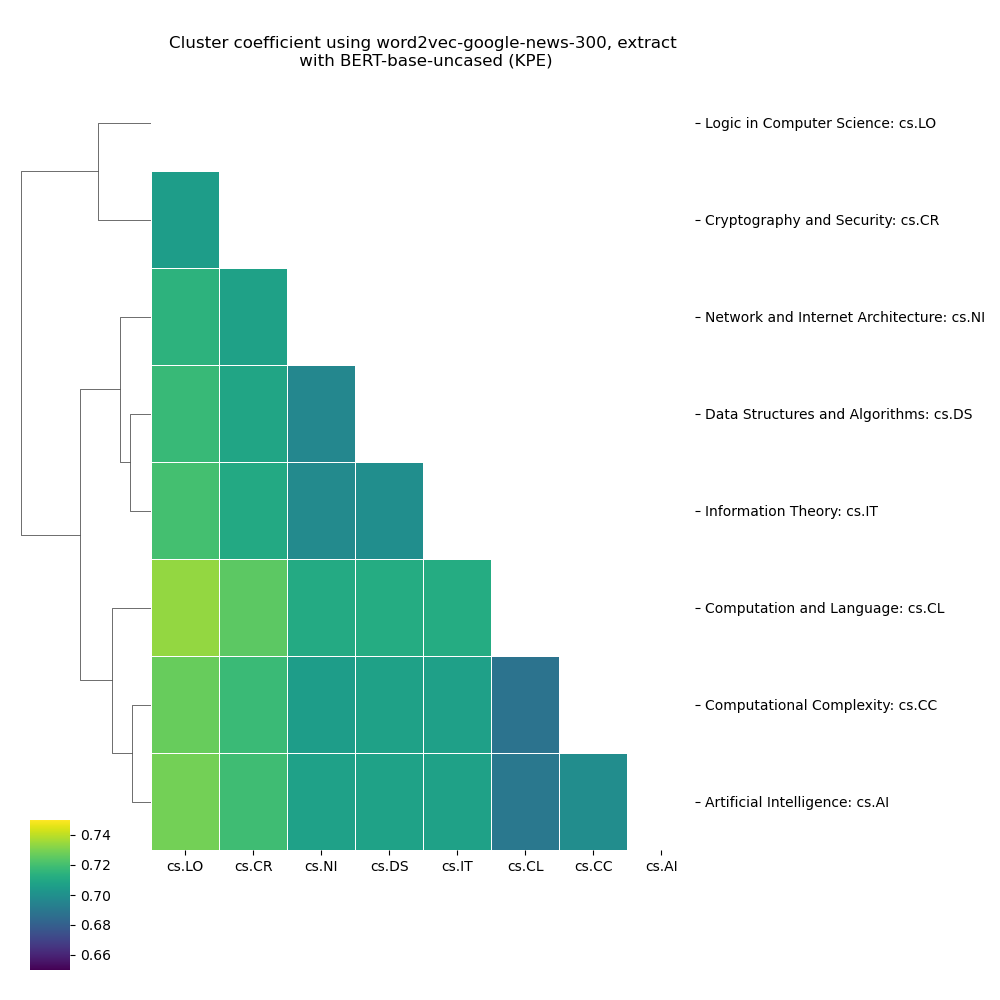 Cluster coefficient using word2vec-google-news-300, extract
with BERT-base-uncased (KPE)
Logic in Computer Science: cs.LO
Cryptography and Security: cs.CR
Network and Internet Architecture: cs.NI
Data Structures and Algorithms: cs.DS
Information Theory: cs.IT
Computation and Language: cs.CL
Computational Complexity: cs.CC
Artificial Intelligence: cs.AI
0.74
0.72
0.70
0.68
0.66
cs.LO cs.CR cs.NI cs.DS cs.IT cs.CL cs.CC cs.AI